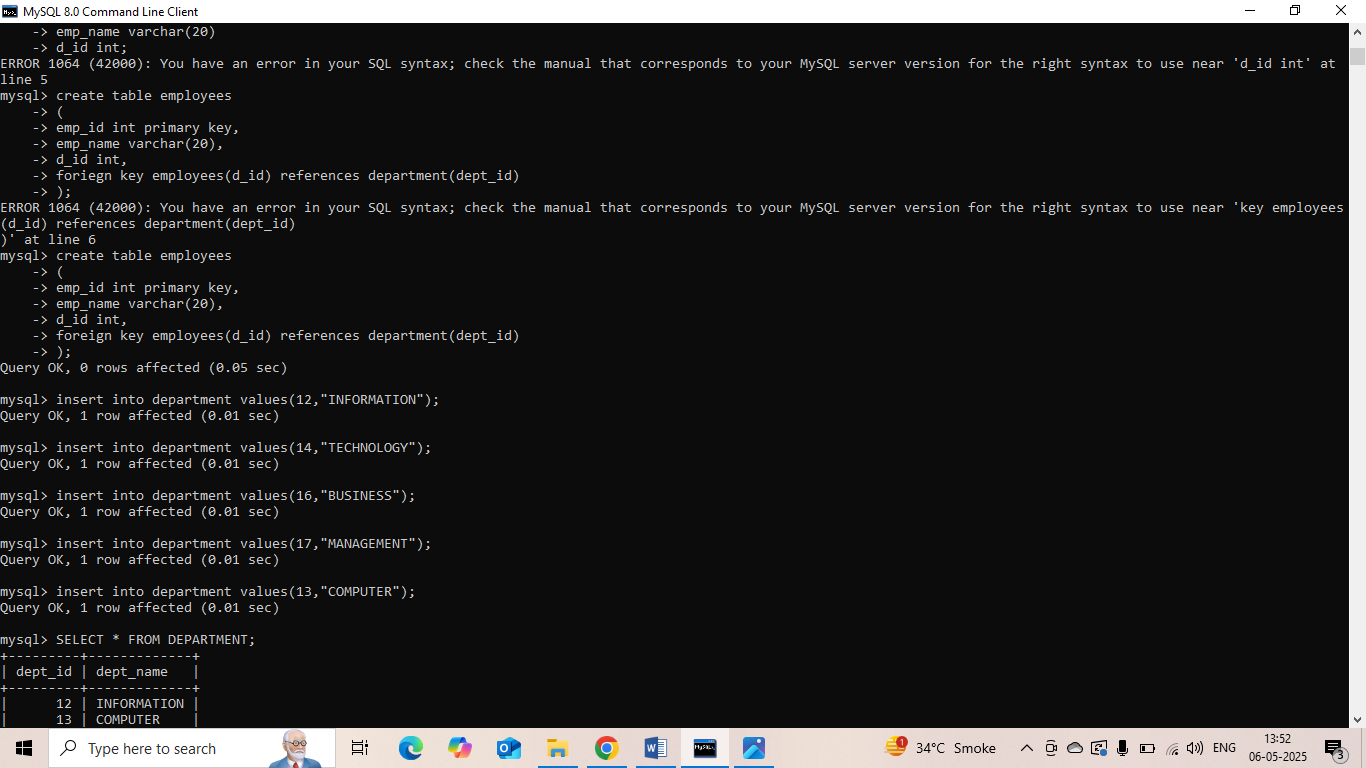 MySQL 8.0 Command Line Client
    -> emp_name varchar(20)
    -> d_id int;
ERROR 1064 (42000): You have an error in your SQL syntax; check the manual that corresponds to your MySQL server version for the right syntax to use near 'd_id int' at
line 5
mysql> create table employees
    -> (
    -> emp_id int primary key,
    -> emp_name varchar(20),
    -> d_id int,
    -> foriegn key employees(d_id) references department(dept_id)
    -> );
ERROR 1064 (42000): You have an error in your SQL syntax; check the manual that corresponds to your MySQL server version for the right syntax to use near 'key employees
(d_id) references department(dept_id)
)' at line 6
mysql> create table employees
    -> (
    -> emp_id int primary key,
    -> emp_name varchar(20),
    -> d_id int,
    -> foreign key employees(d_id) references department(dept_id)
    -> );
Query OK, 0 rows affected (0.05 sec)

mysql> insert into department values(12,"INFORMATION");
Query OK, 1 row affected (0.01 sec)

mysql> insert into department values(14,"TECHNOLOGY");
Query OK, 1 row affected (0.01 sec)

mysql> insert into department values(16,"BUSINESS");
Query OK, 1 row affected (0.01 sec)

mysql> insert into department values(17,"MANAGEMENT");
Query OK, 1 row affected (0.01 sec)

mysql> insert into department values(13,"COMPUTER");
Query OK, 1 row affected (0.01 sec)

mysql> SELECT * FROM DEPARTMENT;
+---------+-------------+
| dept_id | dept_name   |
+---------+-------------+
|      12 | INFORMATION |
|      13 | COMPUTER    |
Type here to search
1
34°C Smoke
ENG
13:52
06-05-2025
3